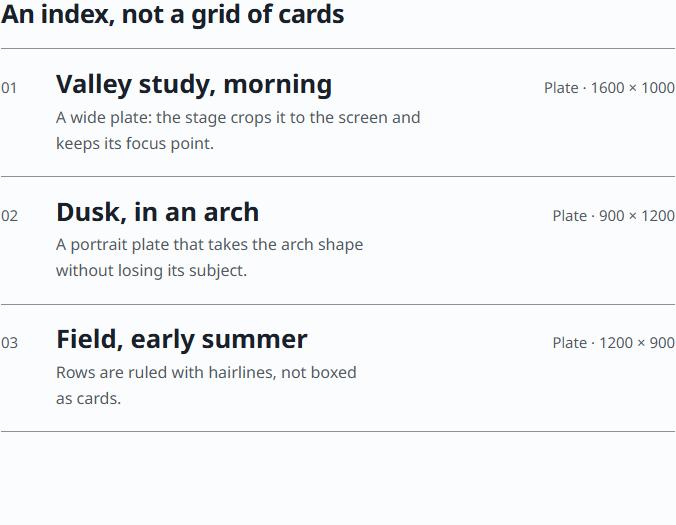 An index, not a grid of cards
01
Valley study, morning
Plate · 1600 × 1000
A wide plate: the stage crops it to the screen and
keeps its focus point.
02
Dusk, in an arch
Plate · 900 × 1200
A portrait plate that takes the arch shape
without losing its subject.
03
Field, early summer
Plate · 1200 × 900
Rows are ruled with hairlines, not boxed
as cards.